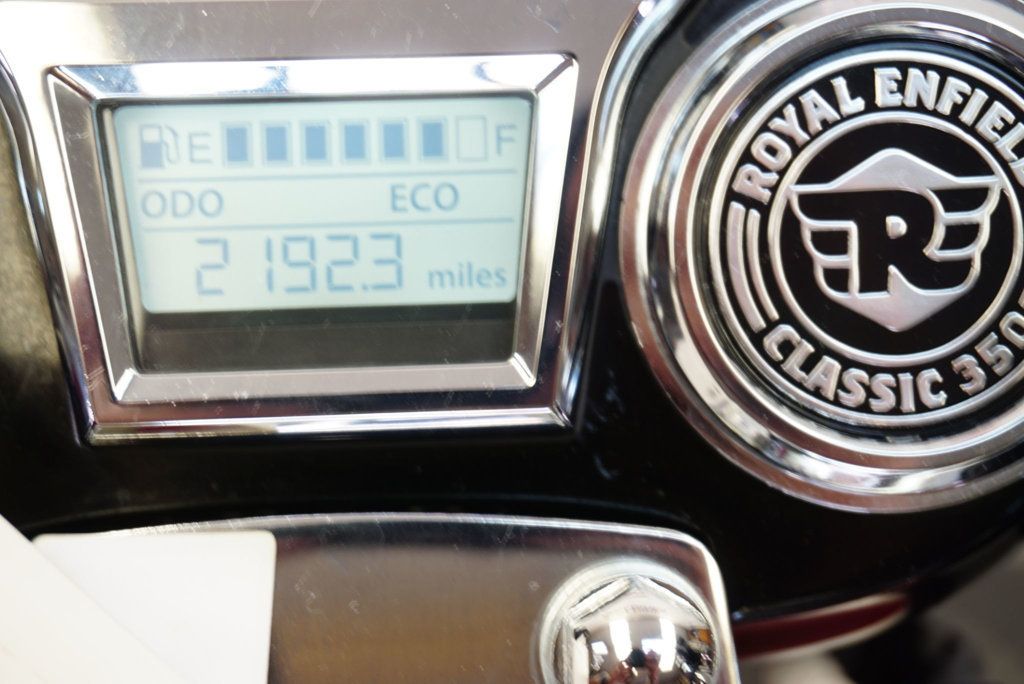 E F
ODO ECO
2192.3 miles
ROYAL ENFIELD
R
CLASSIC 350